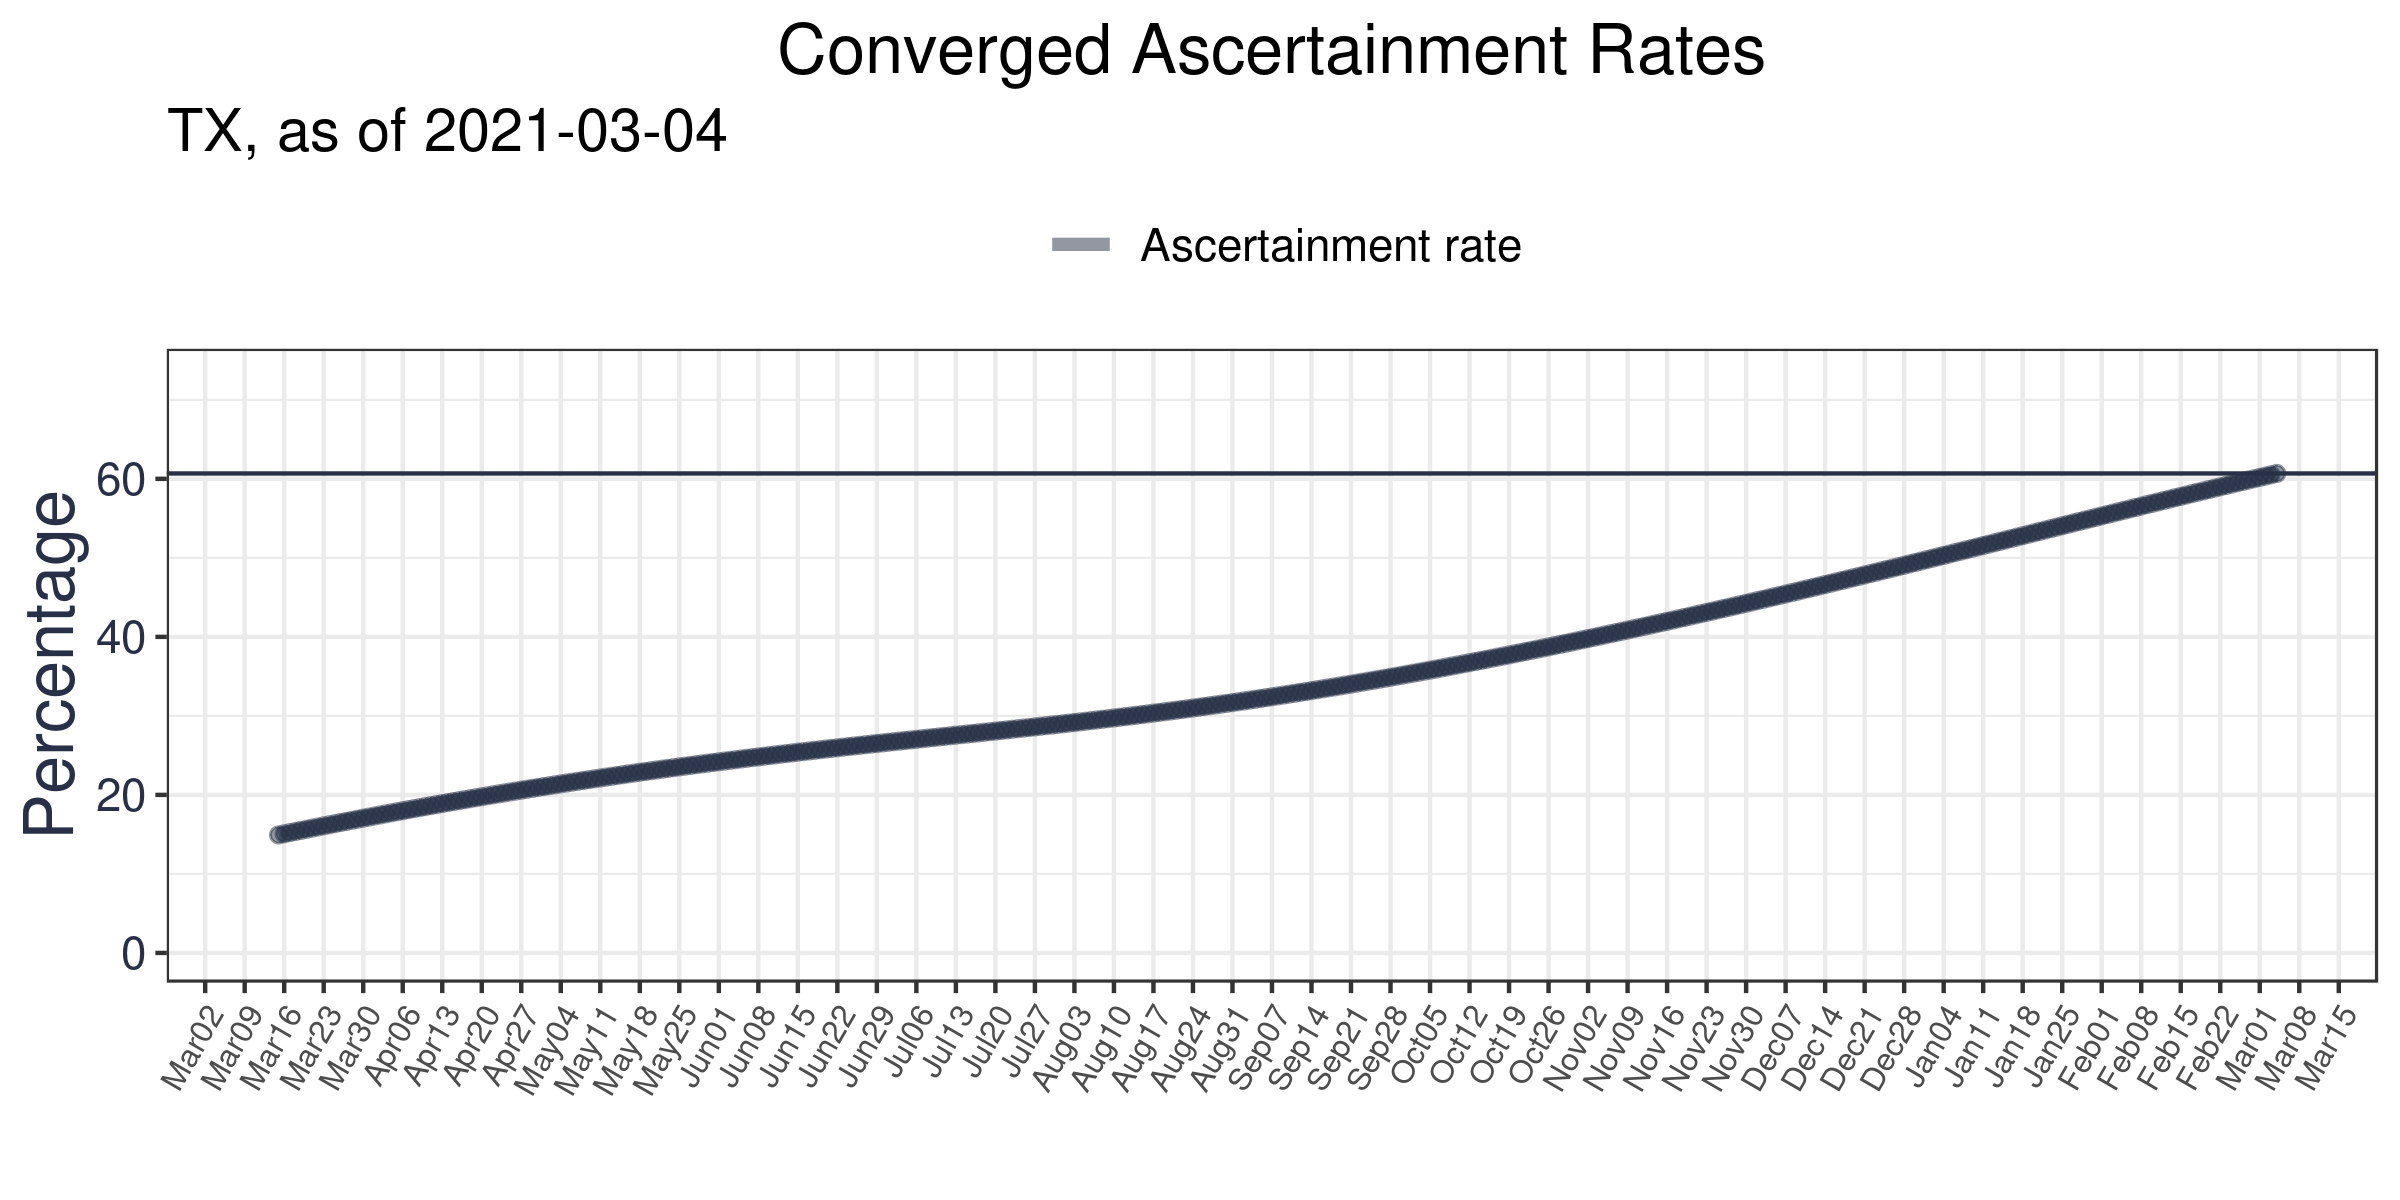 Converged Ascertainment Rates
TX, as of 2021-03-04
Ascertainment rate
Percentage
60
40
20
0
Mar02 Mar09 Mar16 Mar23 Mar30 Apr06 Apr13 Apr20 Apr27 May04 May11 May18 May25 Jun01 Jun08 Jun15 Jun22 Jun29 Jul06 Jul13 Jul20 Jul27 Aug03 Aug10 Aug17 Aug24 Aug31 Sep07 Sep14 Sep21 Sep28 Oct05 Oct12 Oct19 Oct26 Nov02 Nov09 Nov16 Nov23 Nov30 Dec07 Dec14 Dec21 Dec28 Jan04 Jan11 Jan18 Jan25 Feb01 Feb08 Feb15 Feb22 Mar01 Mar08 Mar15